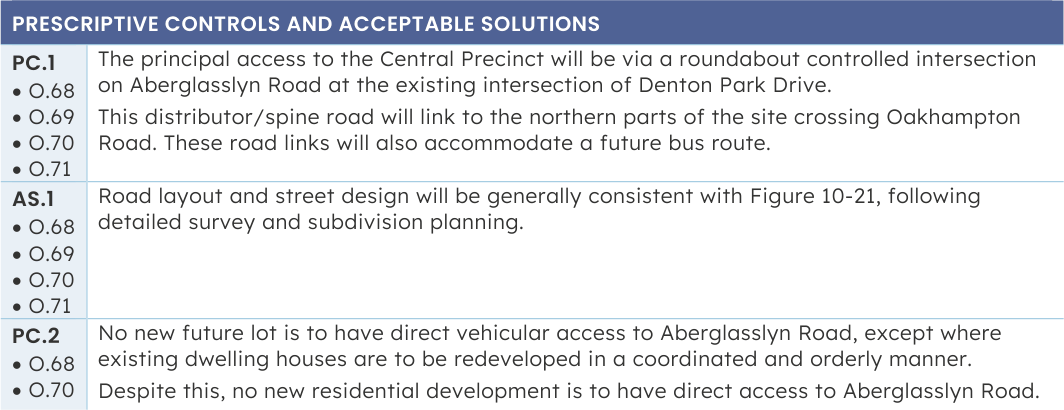 PRESCRIPTIVE CONTROLS AND ACCEPTABLE SOLUTIONS
PC.1
• O.68
• O.69
• O.70
• O.71
The principal access to the Central Precinct will be via a roundabout controlled intersection
on Aberglasslyn Road at the existing intersection of Denton Park Drive.
This distributor/spine road will link to the northern parts of the site crossing Oakhampton
Road. These road links will also accommodate a future bus route.
AS.1
• O.68
• O.69
• O.70
• O.71
Road layout and street design will be generally consistent with Figure 10-21, following
detailed survey and subdivision planning.
PC.2
• O.68
• O.70
No new future lot is to have direct vehicular access to Aberglasslyn Road, except where
existing dwelling houses are to be redeveloped in a coordinated and orderly manner.
Despite this, no new residential development is to have direct access to Aberglasslyn Road.